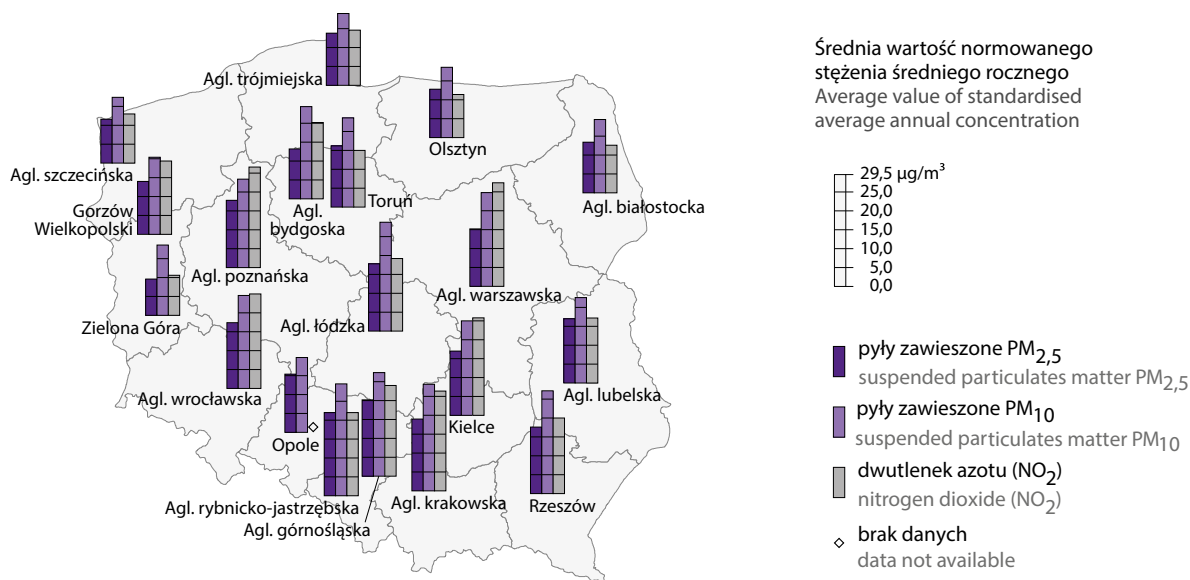 Agl. trójmiejska
Olsztyn
Agl. szczecińska
Gorzów
Wielkopolski
Agl.
bydgoska
Toruń
Agl. białostocka
Agl. poznańska
Agl. warszawska
Zielona Góra
Agl. łódzka
Agl. wrocławska
Agl. lubelska
Kielce
Opole
Agl. rybnicko-jastrzębska
Agl. górnośląska
Agl. krakowska
Rzeszów
Średnia wartość normowanego
stężenia średniego rocznego
Average value of standardised
average annual concentration
29,5 µg/m³
25,0
20,0
15,0
10,0
5,0
0,0
pyły zawieszone PM2,5
suspended particulates matter PM2,5
pyły zawieszone PM10
suspended particulates matter PM10
dwutlenek azotu (NO2)
nitrogen dioxide (NO2)
brak danych
data not available